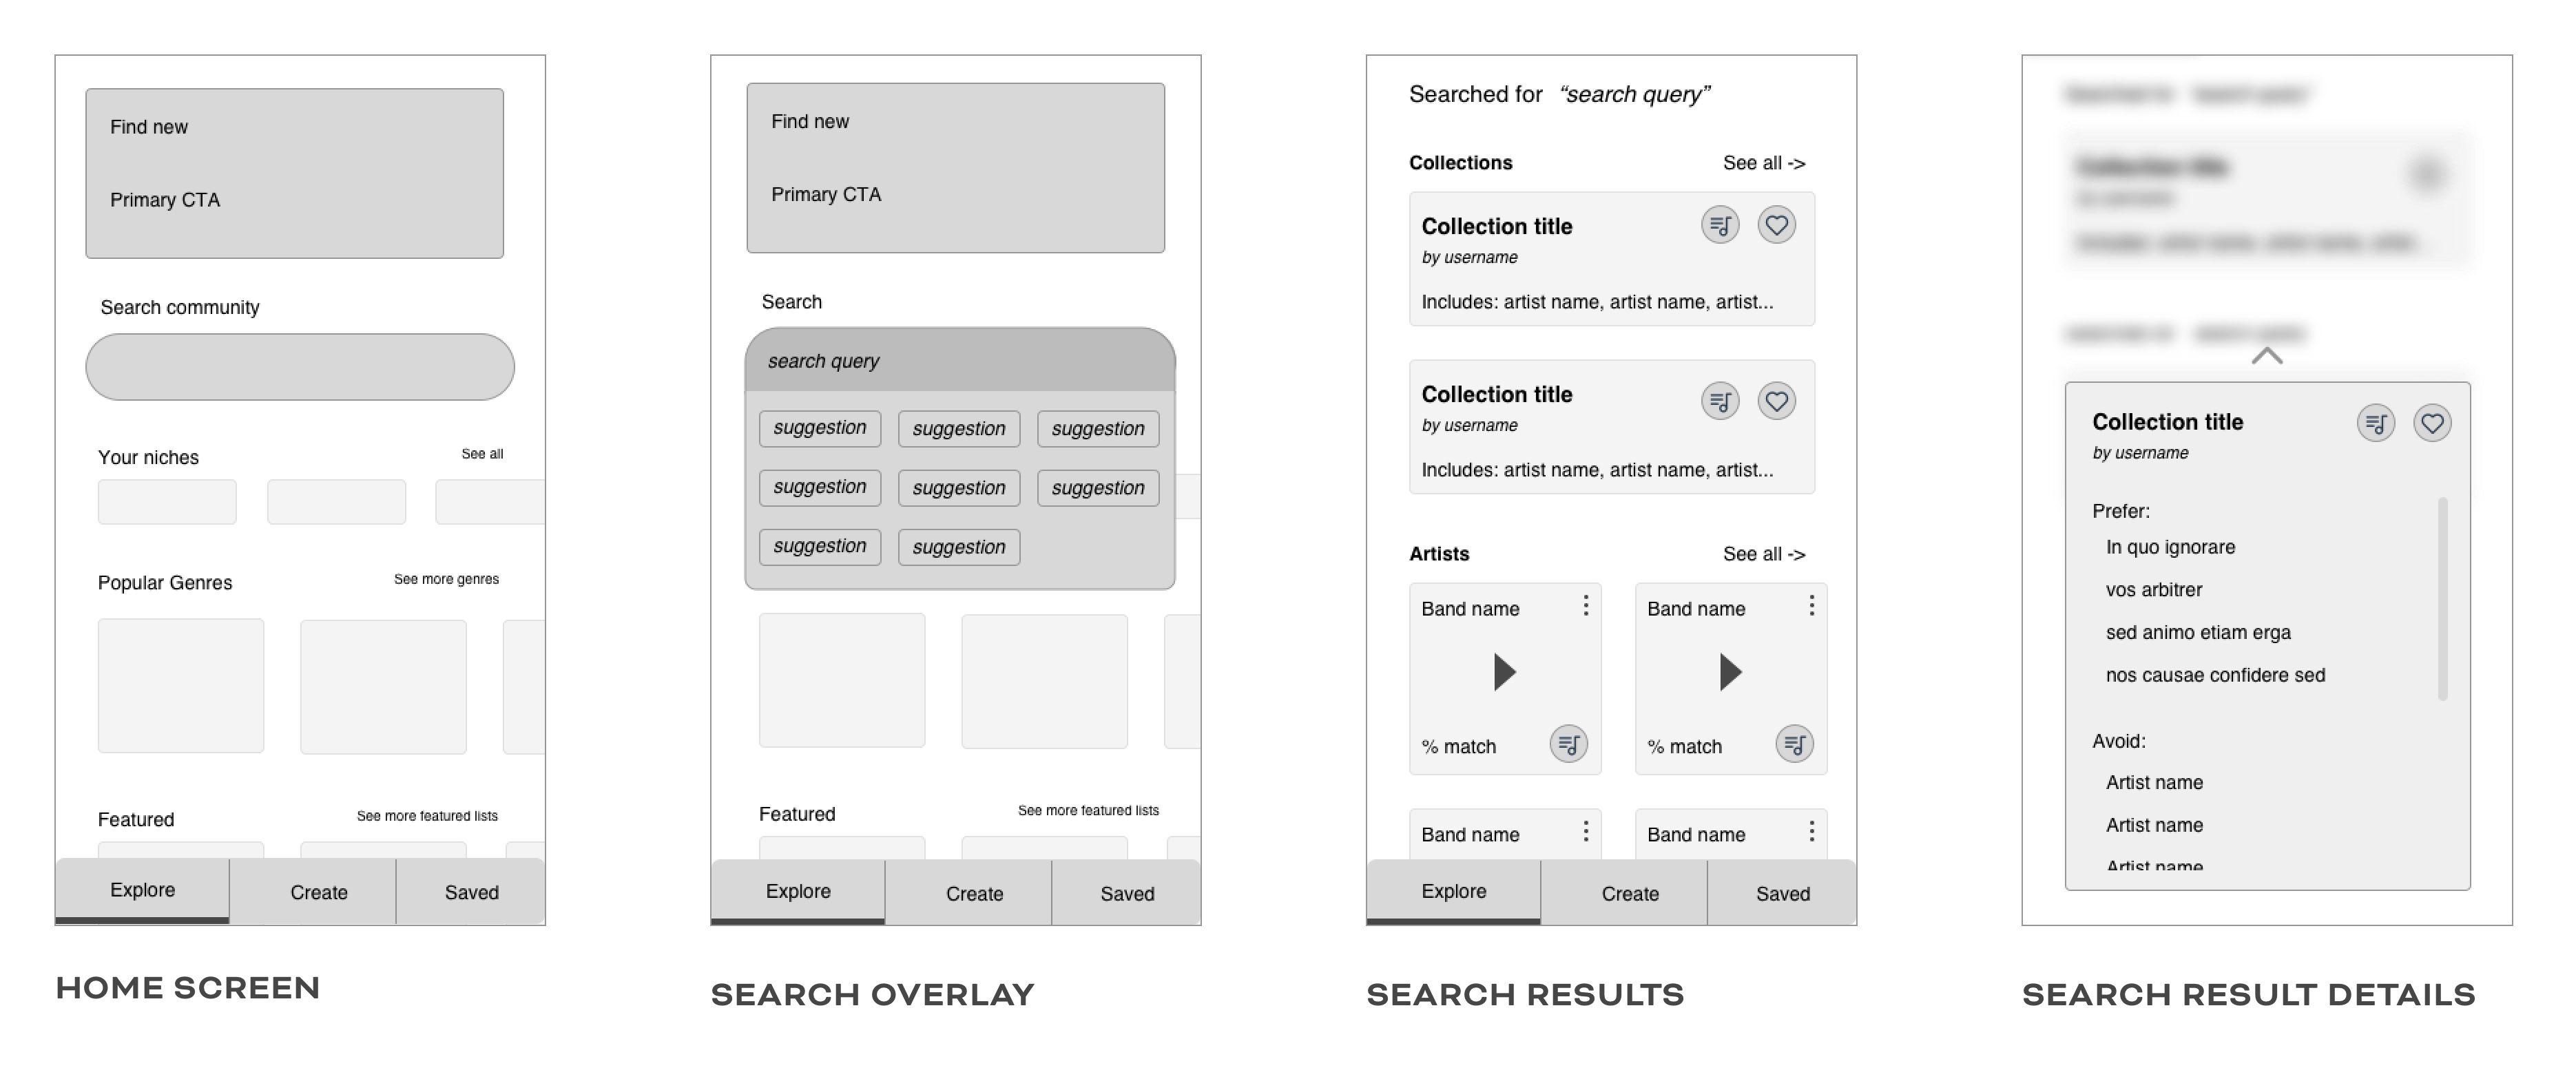 Find new
Primary CTA
Search community
Your niches
See all
Popular Genres
See more genres
Featured
See more featured lists
Explore
Create
Saved
HOME SCREEN
Find new
Primary CTA
Search
search query
suggestion suggestion suggestion
suggestion suggestion suggestion
suggestion suggestion
Featured
See more featured lists
Explore
Create
Saved
SEARCH OVERLAY
Searched for “search query”
Collections
See all ->
Collection title
by username
Includes: artist name, artist name, artist...
Collection title
by username
Includes: artist name, artist name, artist...
Artists
See all ->
Band name
% match
Band name
% match
Band name
Band name
Explore
Create
Saved
SEARCH RESULTS
Collection title
by username
Prefer:
In quo ignorare
vos arbitrer
sed animo etiam erga
nos causae confidere sed
Avoid:
Artist name
Artist name
Artist name
SEARCH RESULT DETAILS